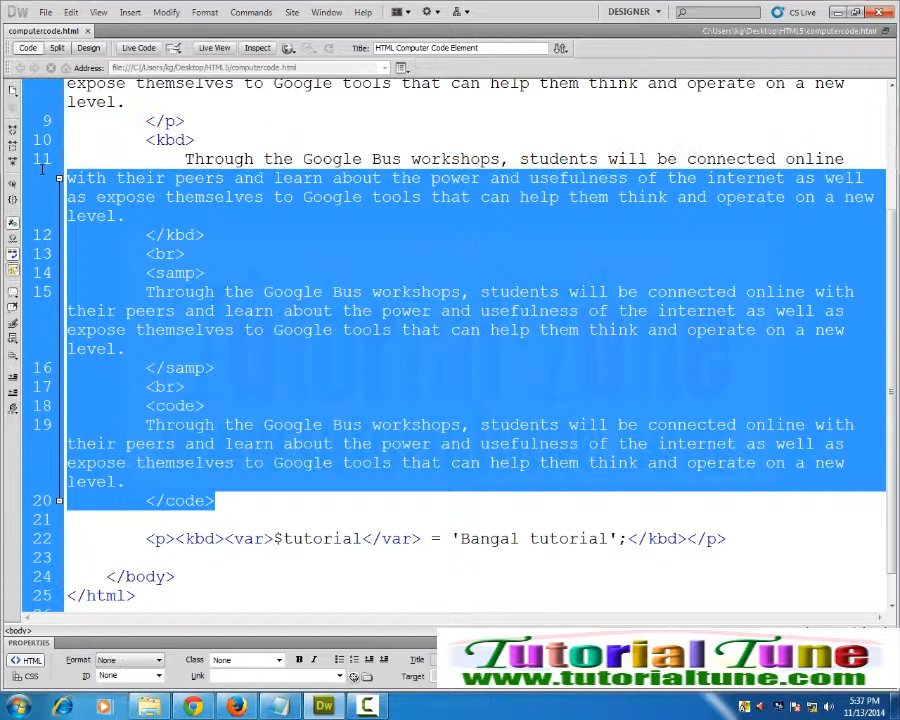 Dw File Edit View Insert Modify Format Commands Site Window Help DESIGNER CS Live
computercode.html C:\Users\kg\Desktop\HTML5\computercode.html
Code Split Design Live Code Live View Inspect Title: HTML Computer Code Element
Address: file:///C|/Users/kg/Desktop/HTML5/computercode.html
expose themselves to Google tools that can help them think and operate on a new
level.
9 </p>
10 <kbd>
11 Through the Google Bus workshops, students will be connected online
with their peers and learn about the power and usefulness of the internet as well
as expose themselves to Google tools that can help them think and operate on a new
level.
12 </kbd>
13 <br>
14 <samp>
15 Through the Google Bus workshops, students will be connected online with
their peers and learn about the power and usefulness of the internet as well as
expose themselves to Google tools that can help them think and operate on a new
level.
16 </samp>
17 <br>
18 <code>
19 Through the Google Bus workshops, students will be connected online with
their peers and learn about the power and usefulness of the internet as well as
expose themselves to Google tools that can help them think and operate on a new
level.
20 </code>
21
22 <p><kbd><var>$tutorial</var> = 'Bangal tutorial';</kbd></p>
23
24 </body>
25 </html>
<body>
PROPERTIES
HTML Format None Class None B I Title
CSS ID None Link Target
Tutorial Tune
www.tutorialtune.com
Dw
5:37 PM
11/13/2014